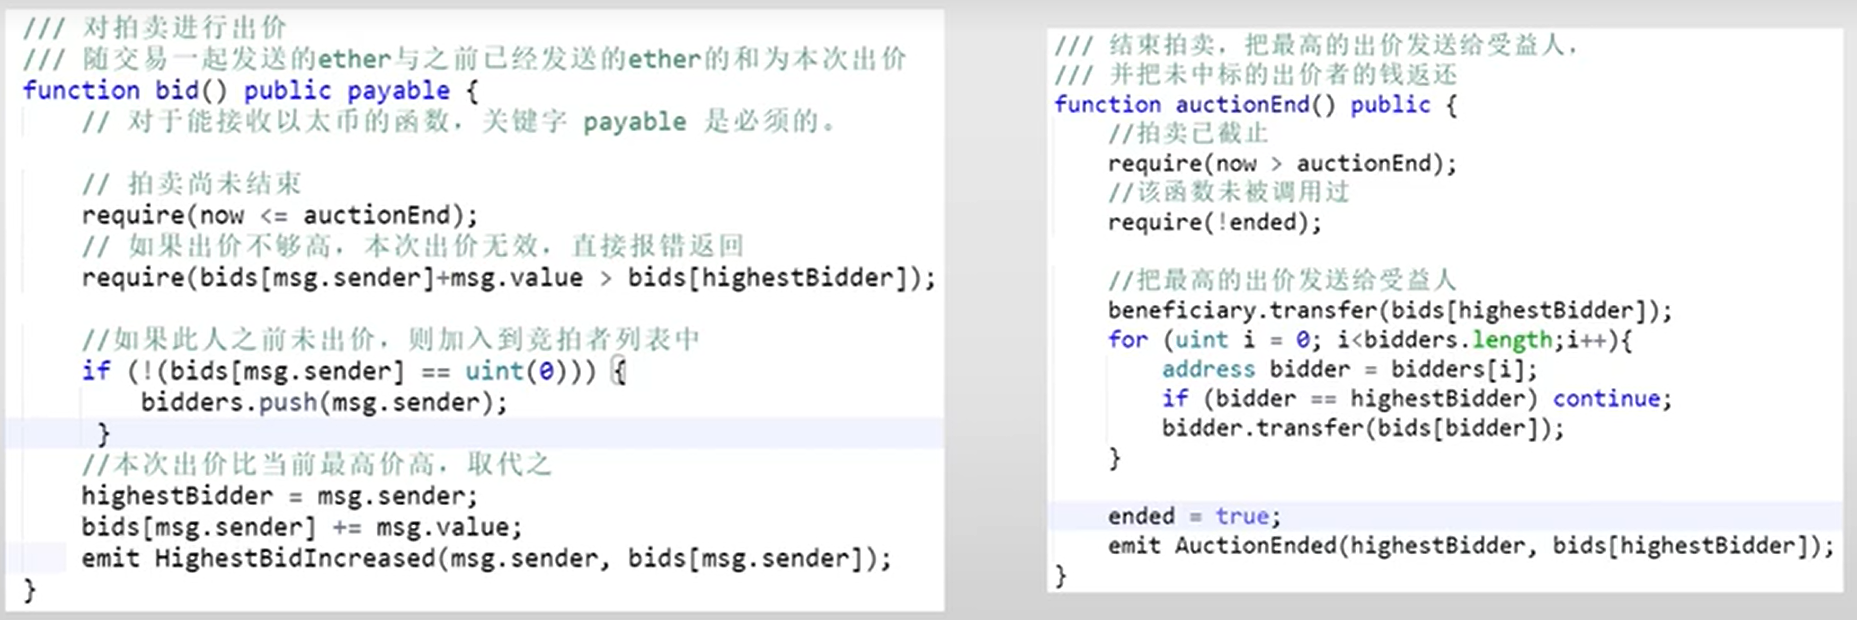 /// 对拍卖进行出价
/// 随交易一起发送的ether与之前已经发送的ether的和为本次出价
function bid() public payable {
// 对于能接收以太币的函数，关键字 payable 是必须的。
// 拍卖尚未结束
require(now <= auctionEnd);
// 如果出价不够高，本次出价无效，直接报错返回
require(bids[msg.sender]+msg.value > bids[highestBidder]);
//如果此人之前未出价，则加入到竞拍者列表中
if (!(bids[msg.sender] == uint(0))) {
bidders.push(msg.sender);
}
//本次出价比当前最高价高，取代之
highestBidder = msg.sender;
bids[msg.sender] += msg.value;
emit HighestBidIncreased(msg.sender, bids[msg.sender]);
}
/// 结束拍卖，把最高的出价发送给受益人，
/// 并把未中标的出价者的钱返还
function auctionEnd() public {
//拍卖已截止
require(now > auctionEnd);
//该函数未被调用过
require(!ended);
//把最高的出价发送给受益人
beneficiary.transfer(bids[highestBidder]);
for (uint i = 0; i<bidders.length;i++){
address bidder = bidders[i];
if (bidder == highestBidder) continue;
bidder.transfer(bids[bidder]);
}
ended = true;
emit AuctionEnded(highestBidder, bids[highestBidder]);
}